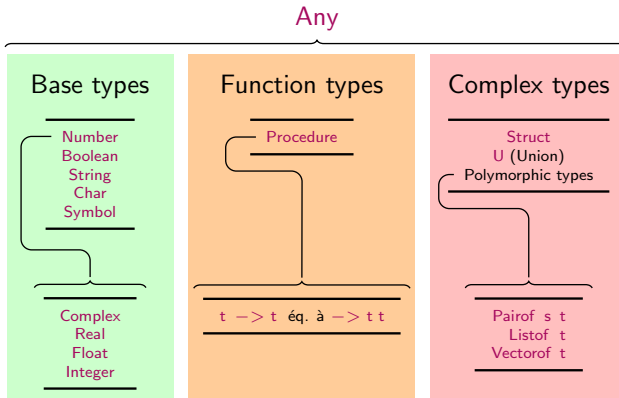 Any
Base types
Number
Boolean
String
Char
Symbol
Complex
Real
Float
Integer
Function types
Procedure
t −> t éq. à −> t t
Complex types
Struct
U (Union)
Polymorphic types
Pairof s t
Listof t
Vectorof t